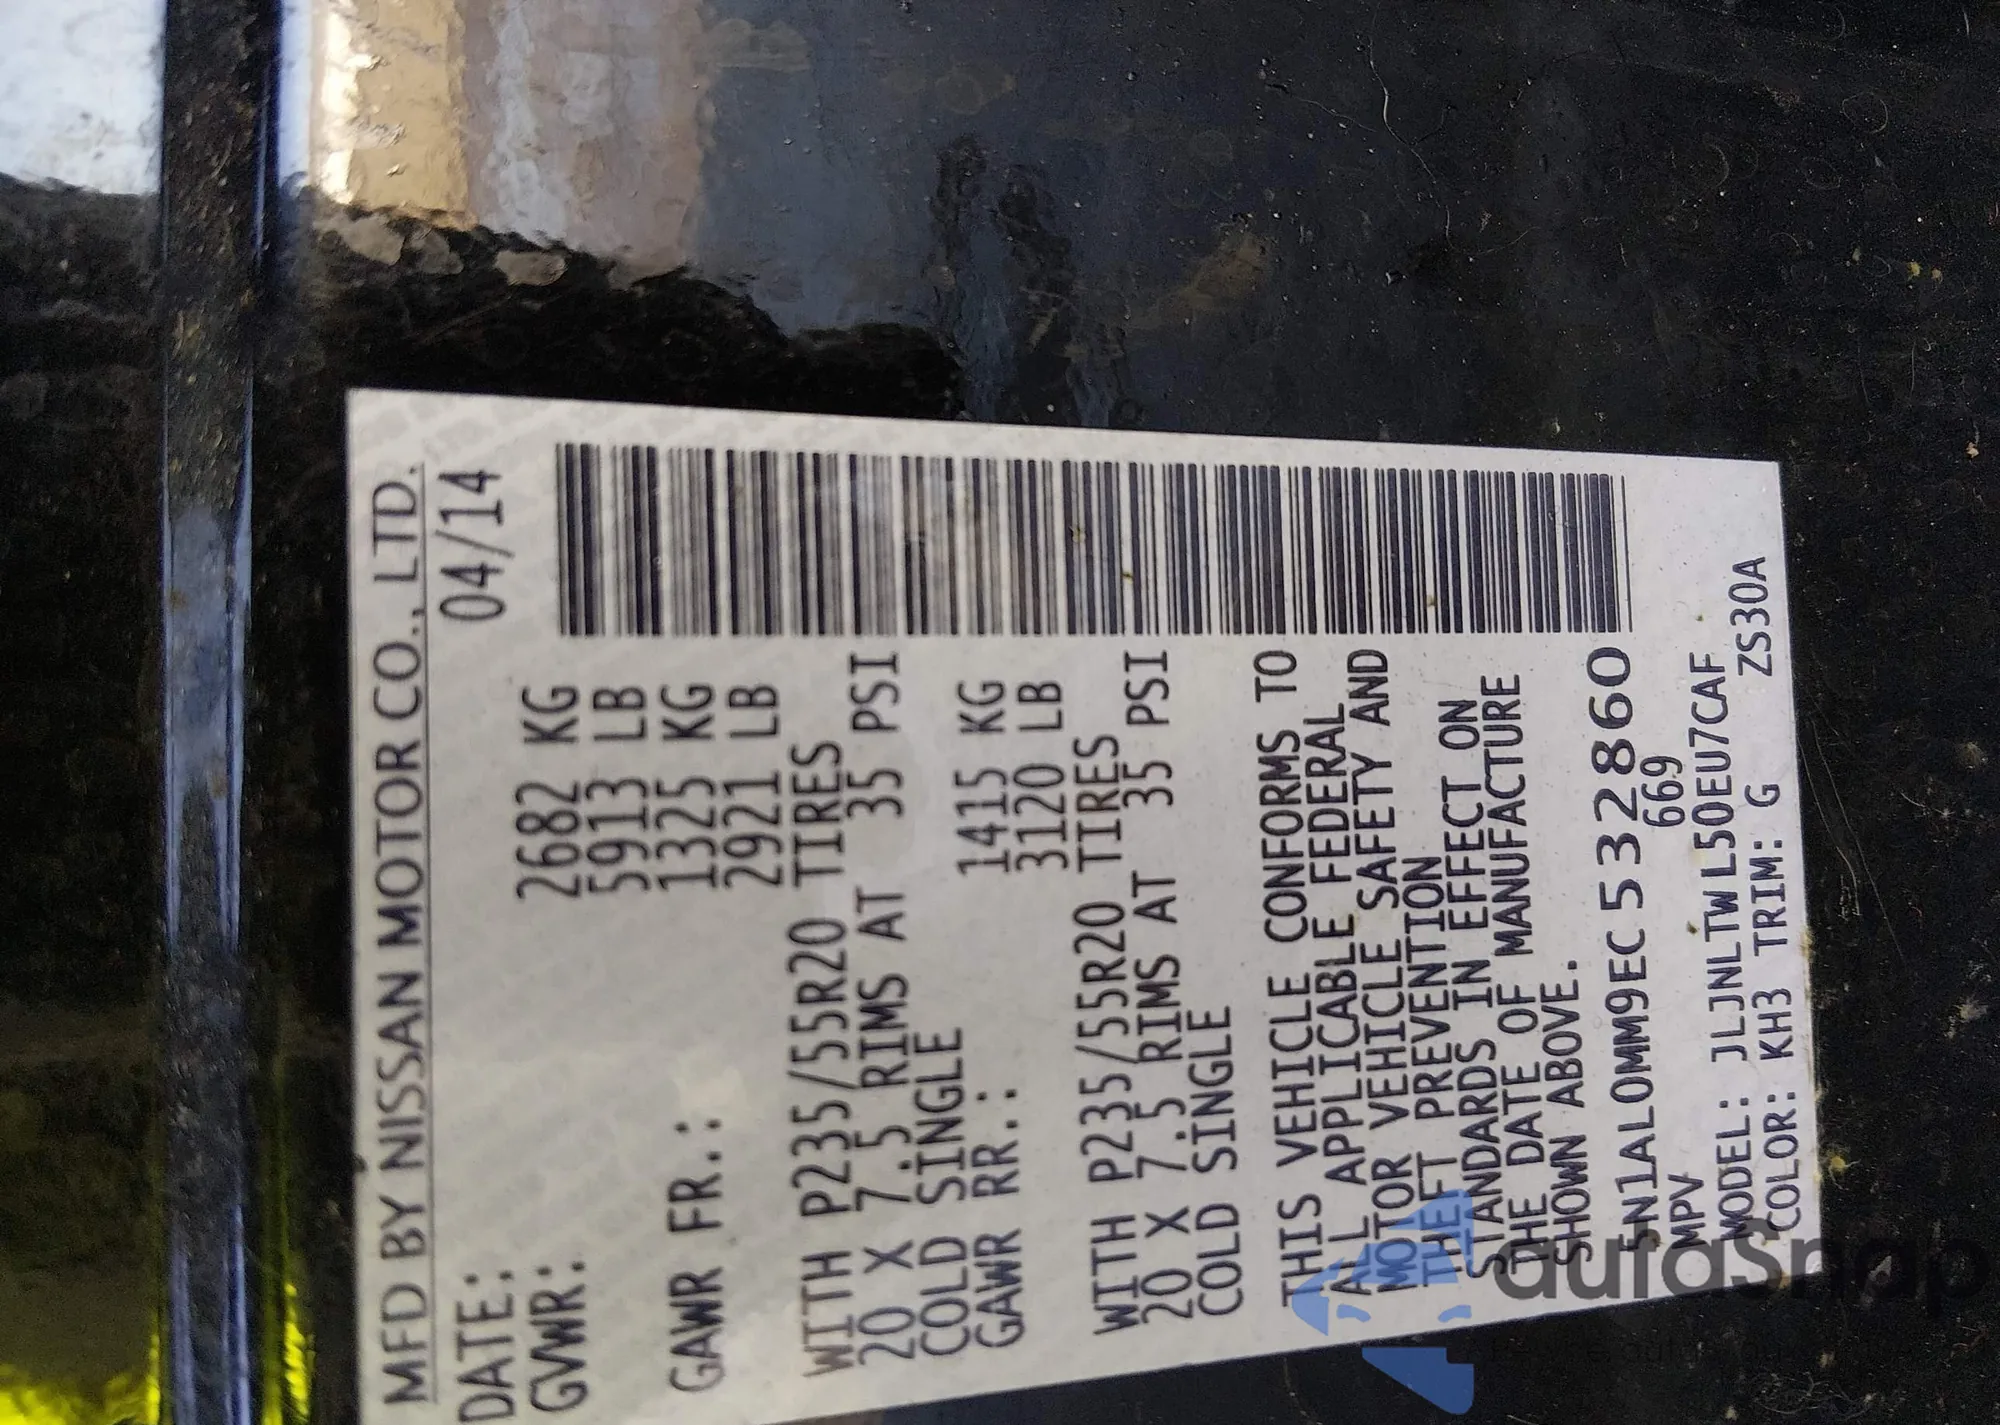 MFD BY NISSAN MOTOR CO., LTD.
DATE: 04/14
GVWR: 2682 KG
5913 LB
GAWR FR.: 1325 KG
2921 LB
WITH P235/55R20 TIRES
20 X 7.5 RIMS AT 35 PSI
COLD SINGLE
GAWR RR.: 1415 KG
3120 LB
WITH P235/55R20 TIRES
20 X 7.5 RIMS AT 35 PSI
COLD SINGLE
THIS VEHICLE CONFORMS TO
ALL APPLICABLE FEDERAL
MOTOR VEHICLE SAFETY AND
THEFT PREVENTION
STANDARDS IN EFFECT ON
THE DATE OF MANUFACTURE
SHOWN ABOVE.
5N1AL0MM9EC532860
MPV 669
MODEL: JLJNLTWL50EU7CAF
COLOR: KH3 TRIM: G ZS30A
autaSnap